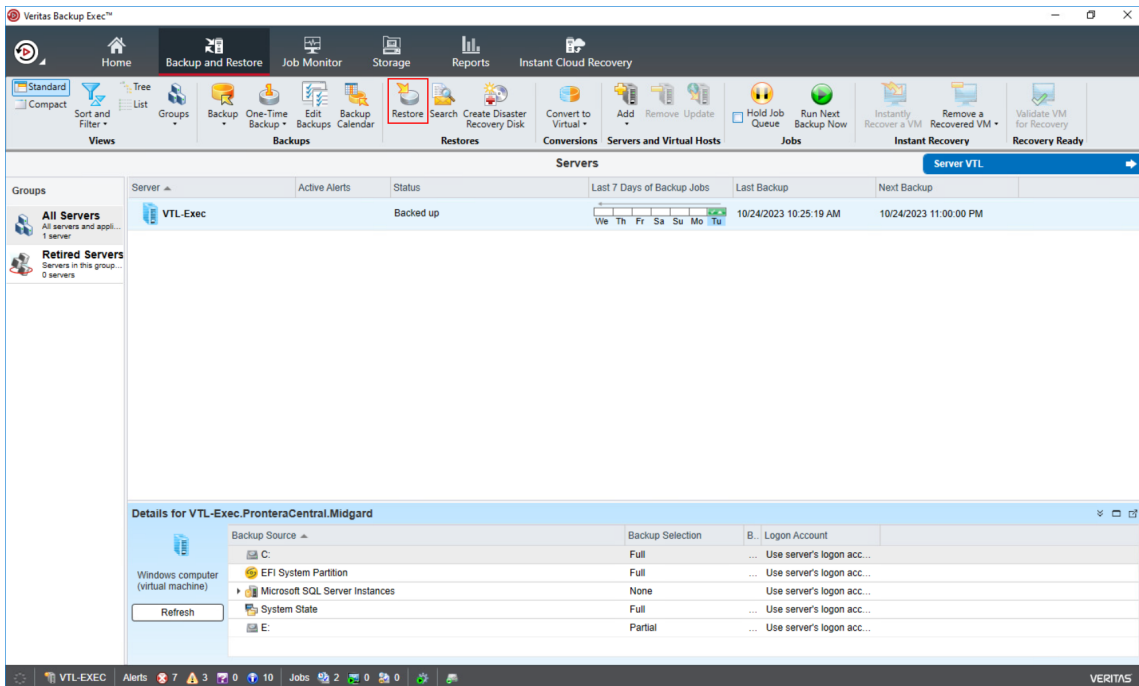 Veritas Backup Exec™
Home
Backup and Restore
Job Monitor
Storage
Reports
Instant Cloud Recovery
Standard
Compact
Sort and Filter
Tree
List
Views
Groups
Backup
One-Time Backup
Edit Backups
Backup Calendar
Backups
Restore
Search
Create Disaster Recovery Disk
Restores
Convert to Virtual
Conversions
Add
Remove
Update
Servers and Virtual Hosts
Hold Job Queue
Run Next Backup Now
Jobs
Instantly Recover a VM
Remove a Recovered VM
Instant Recovery
Validate VM for Recovery
Recovery Ready
Servers
Server VTL
Groups
All Servers
All servers and appli...
1 server
Retired Servers
Servers in this group...
0 servers
Server Active Alerts Status Last 7 Days of Backup Jobs Last Backup Next Backup
VTL-Exec Backed up We Th Fr Sa Su Mo Tu 10/24/2023 10:25:19 AM 10/24/2023 11:00:00 PM
Details for VTL-Exec.PronteraCentral.Midgard
Windows computer
(virtual machine)
Refresh
Backup Source Backup Selection B.. Logon Account
C: Full ... Use server's logon acc...
EFI System Partition Full ... Use server's logon acc...
Microsoft SQL Server Instances None ... Use server's logon acc...
System State Full ... Use server's logon acc...
E: Partial ... Use server's logon acc...
VTL-EXEC Alerts 7 3 0 10 Jobs 2 0 0 VERITAS